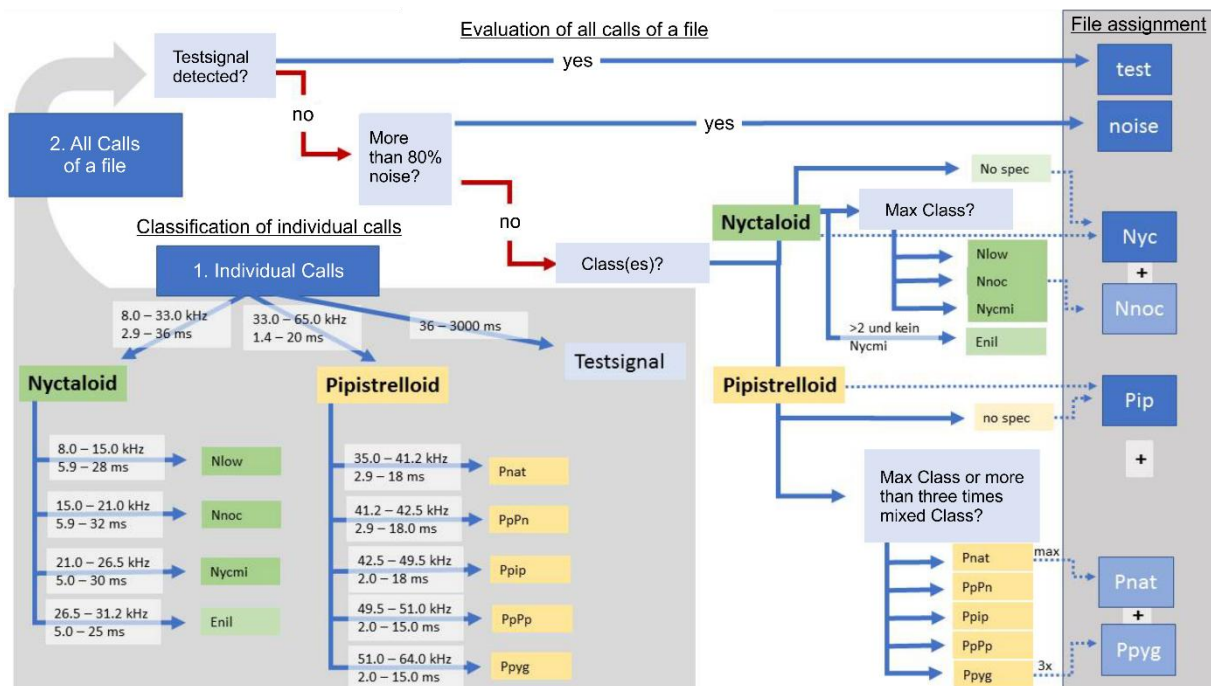 Evaluation of all calls of a file
File assignment
Testsignal
detected?
yes
test
no
2. All Calls
of a file
More
than 80%
noise?
yes
noise
no
Class(es)?
Classification of individual calls
1. Individual Calls
8.0 – 33.0 kHz
2.9 – 36 ms
33.0 – 65.0 kHz
1.4 – 20 ms
36 – 3000 ms
Testsignal
Nyctaloid
8.0 – 15.0 kHz
5.9 – 28 ms
Nlow
15.0 – 21.0 kHz
5.9 – 32 ms
Nnoc
21.0 – 26.5 kHz
5.0 – 30 ms
Nycmi
26.5 – 31.2 kHz
5.0 – 25 ms
Enil
Pipistrelloid
35.0 – 41.2 kHz
2.9 – 18 ms
Pnat
41.2 – 42.5 kHz
2.9 – 18.0 ms
PpPn
42.5 – 49.5 kHz
2.0 – 18 ms
Ppip
49.5 – 51.0 kHz
2.0 – 15.0 ms
PpPp
51.0 – 64.0 kHz
2.0 – 15.0 ms
Ppyg
Nyctaloid
No spec
Max Class?
Nlow
Nnoc
Nycmi
>2 und kein
Nycmi
Enil
Nyc
+
Nnoc
Pipistrelloid
no spec
Pip
+
Max Class or more
than three times
mixed Class?
Pnat
max
PpPn
Ppip
PpPp
Ppyg
3x
Pnat
+
Ppyg